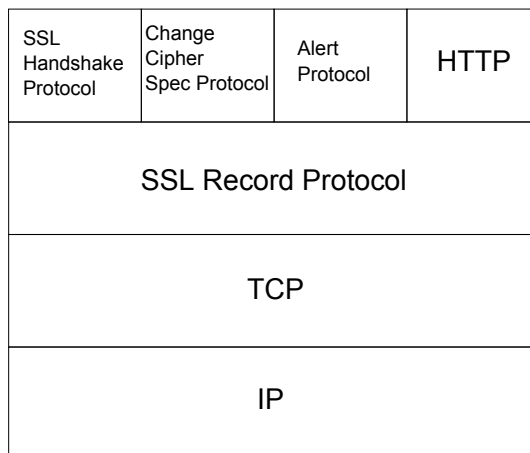 SSL
Handshake
Protocol
Change
Cipher
Spec Protocol
Alert
Protocol
HTTP
SSL Record Protocol
TCP
IP